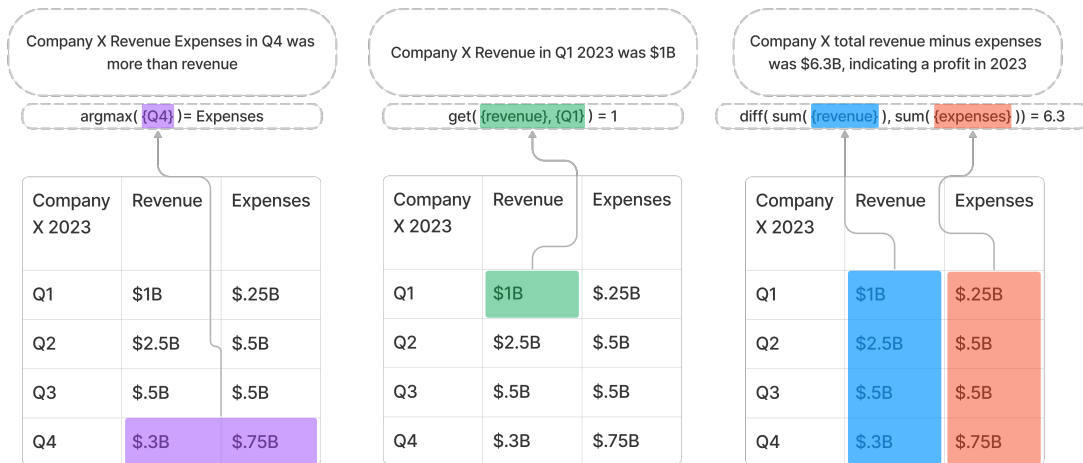 Company X Revenue Expenses in Q4 was
more than revenue
argmax( {Q4} )= Expenses
Company X 2023 Revenue Expenses
Q1 $1B $.25B
Q2 $2.5B $.5B
Q3 $.5B $.5B
Q4 $.3B $.75B
Company X Revenue in Q1 2023 was $1B
get( {revenue}, {Q1} ) = 1
Company X 2023 Revenue Expenses
Q1 $1B $.25B
Q2 $2.5B $.5B
Q3 $.5B $.5B
Q4 $.3B $.75B
Company X total revenue minus expenses
was $6.3B, indicating a profit in 2023
diff( sum( {revenue} ), sum( {expenses} )) = 6.3
Company X 2023 Revenue Expenses
Q1 $1B $.25B
Q2 $2.5B $.5B
Q3 $.5B $.5B
Q4 $.3B $.75B